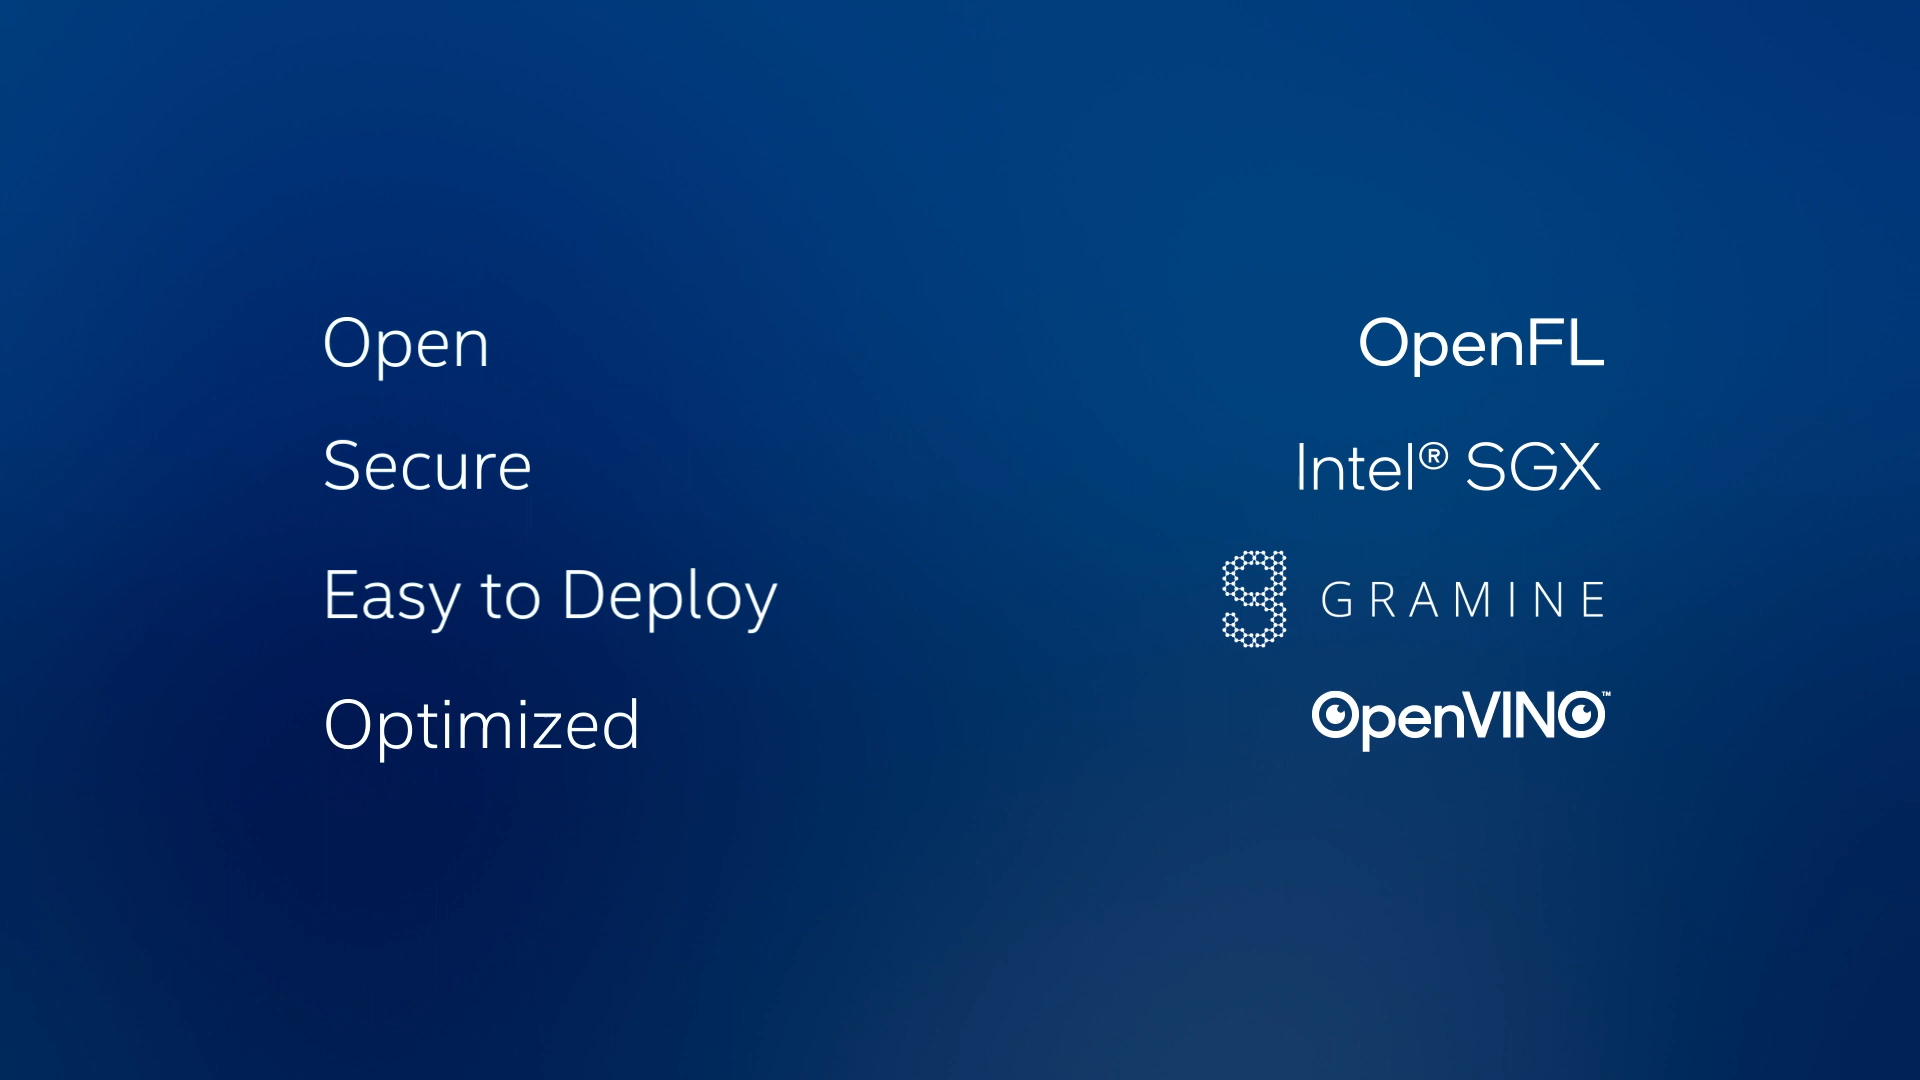 Open OpenFL
Secure Intel® SGX
Easy to Deploy GRAMINE
Optimized OpenVINO™